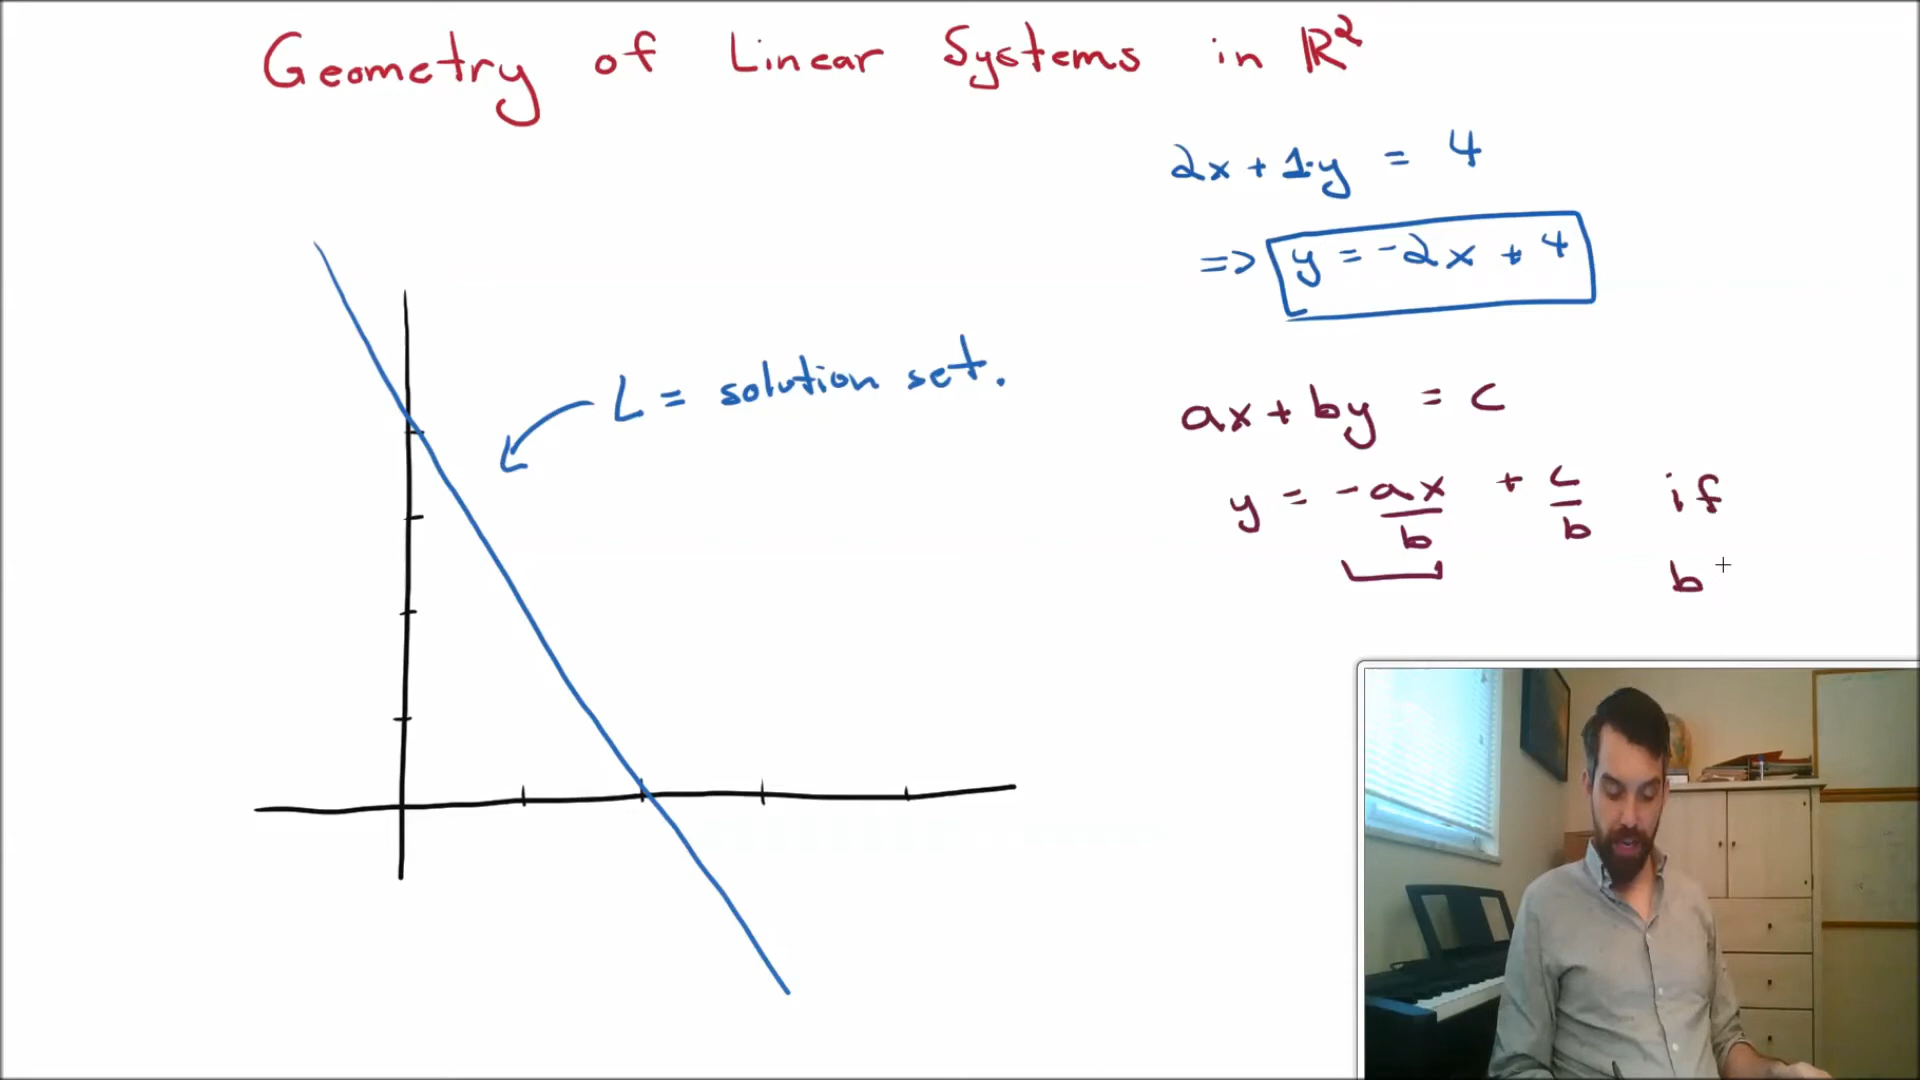 Geometry of Linear Systems in ℝ²
2x + 1·y = 4
=> y = -2x + 4
L = solution set.
ax + by = c
y = -ax/b + c/b if
b